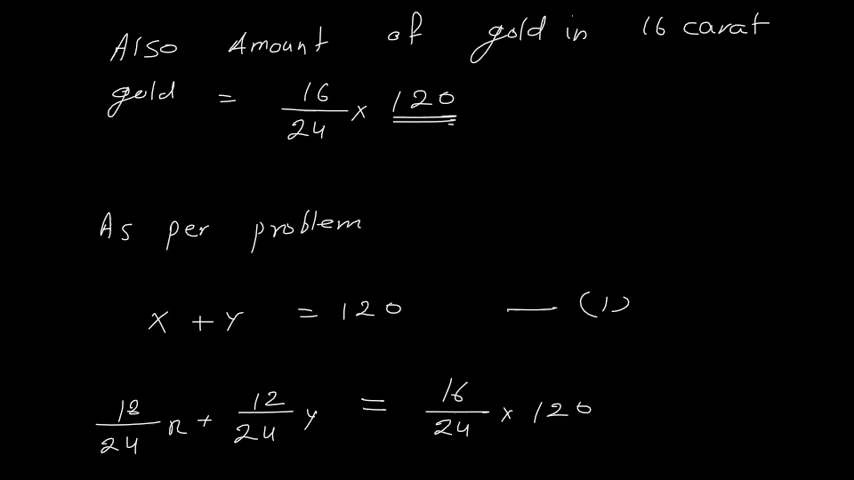 Also Amount of gold in 16 carat
gold = 16/24 x 120
As per problem
x + y = 120 — (1)
18/24 x + 12/24 y = 16/24 x 120